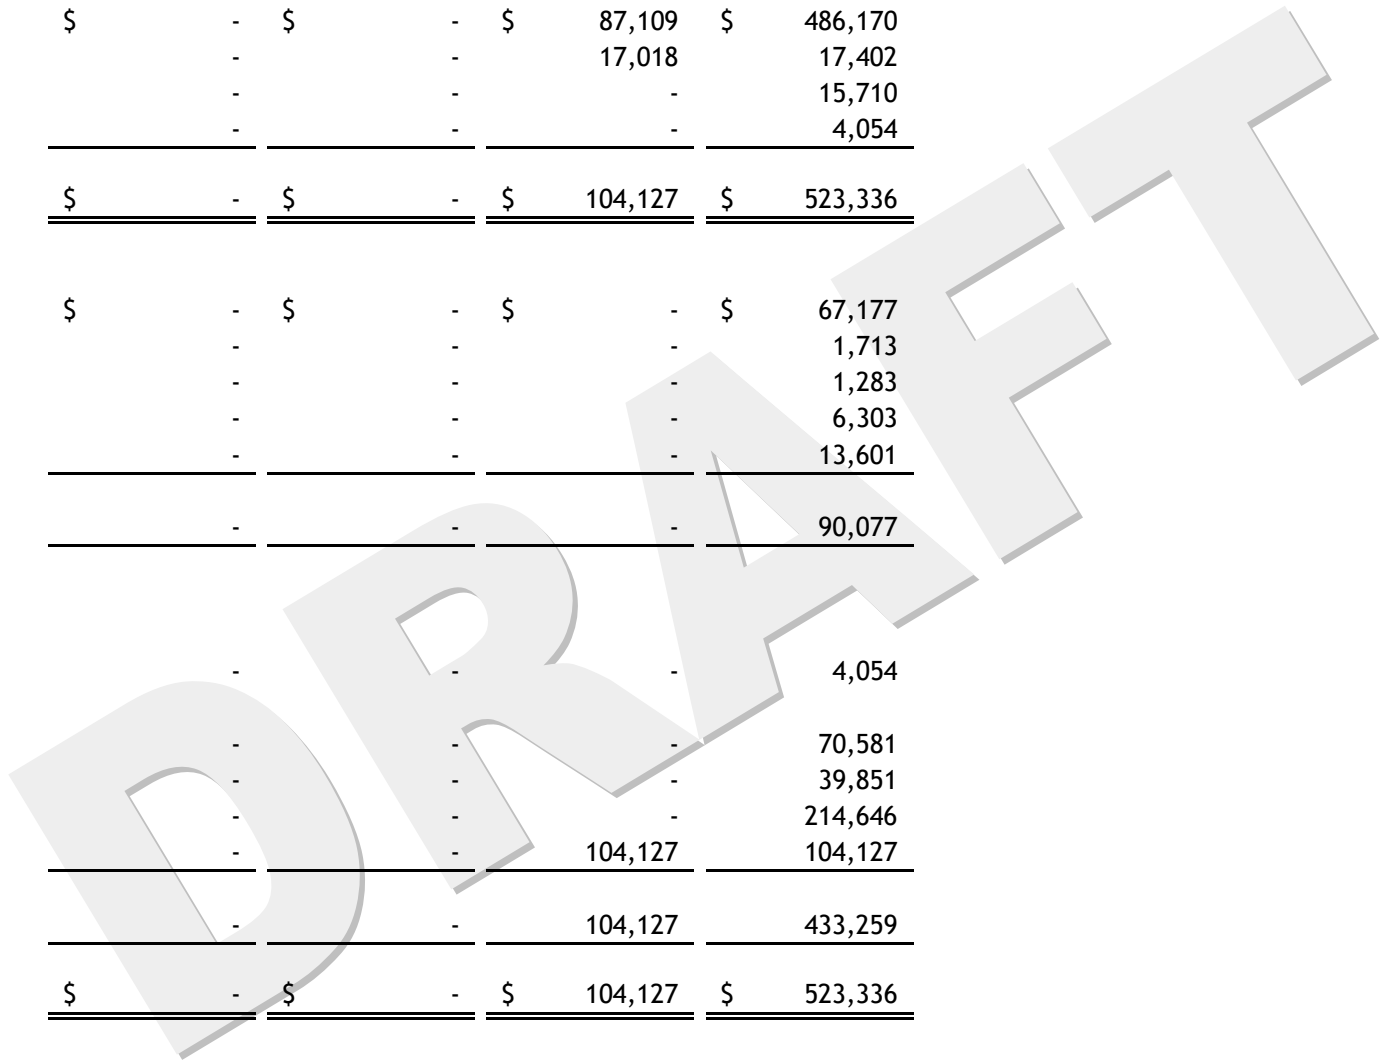 $ - $ - $ 87,109 $ 486,170
- - 17,018 17,402
- - - 15,710
- - - 4,054
$ - $ - $ 104,127 $ 523,336
$ - $ - $ - $ 67,177
- - - 1,713
- - - 1,283
- - - 6,303
- - - 13,601
- - - 90,077
- - - 4,054
- - - 70,581
- - - 39,851
- - - 214,646
- - 104,127 104,127
- - 104,127 433,259
$ - $ - $ 104,127 $ 523,336
DRAFT